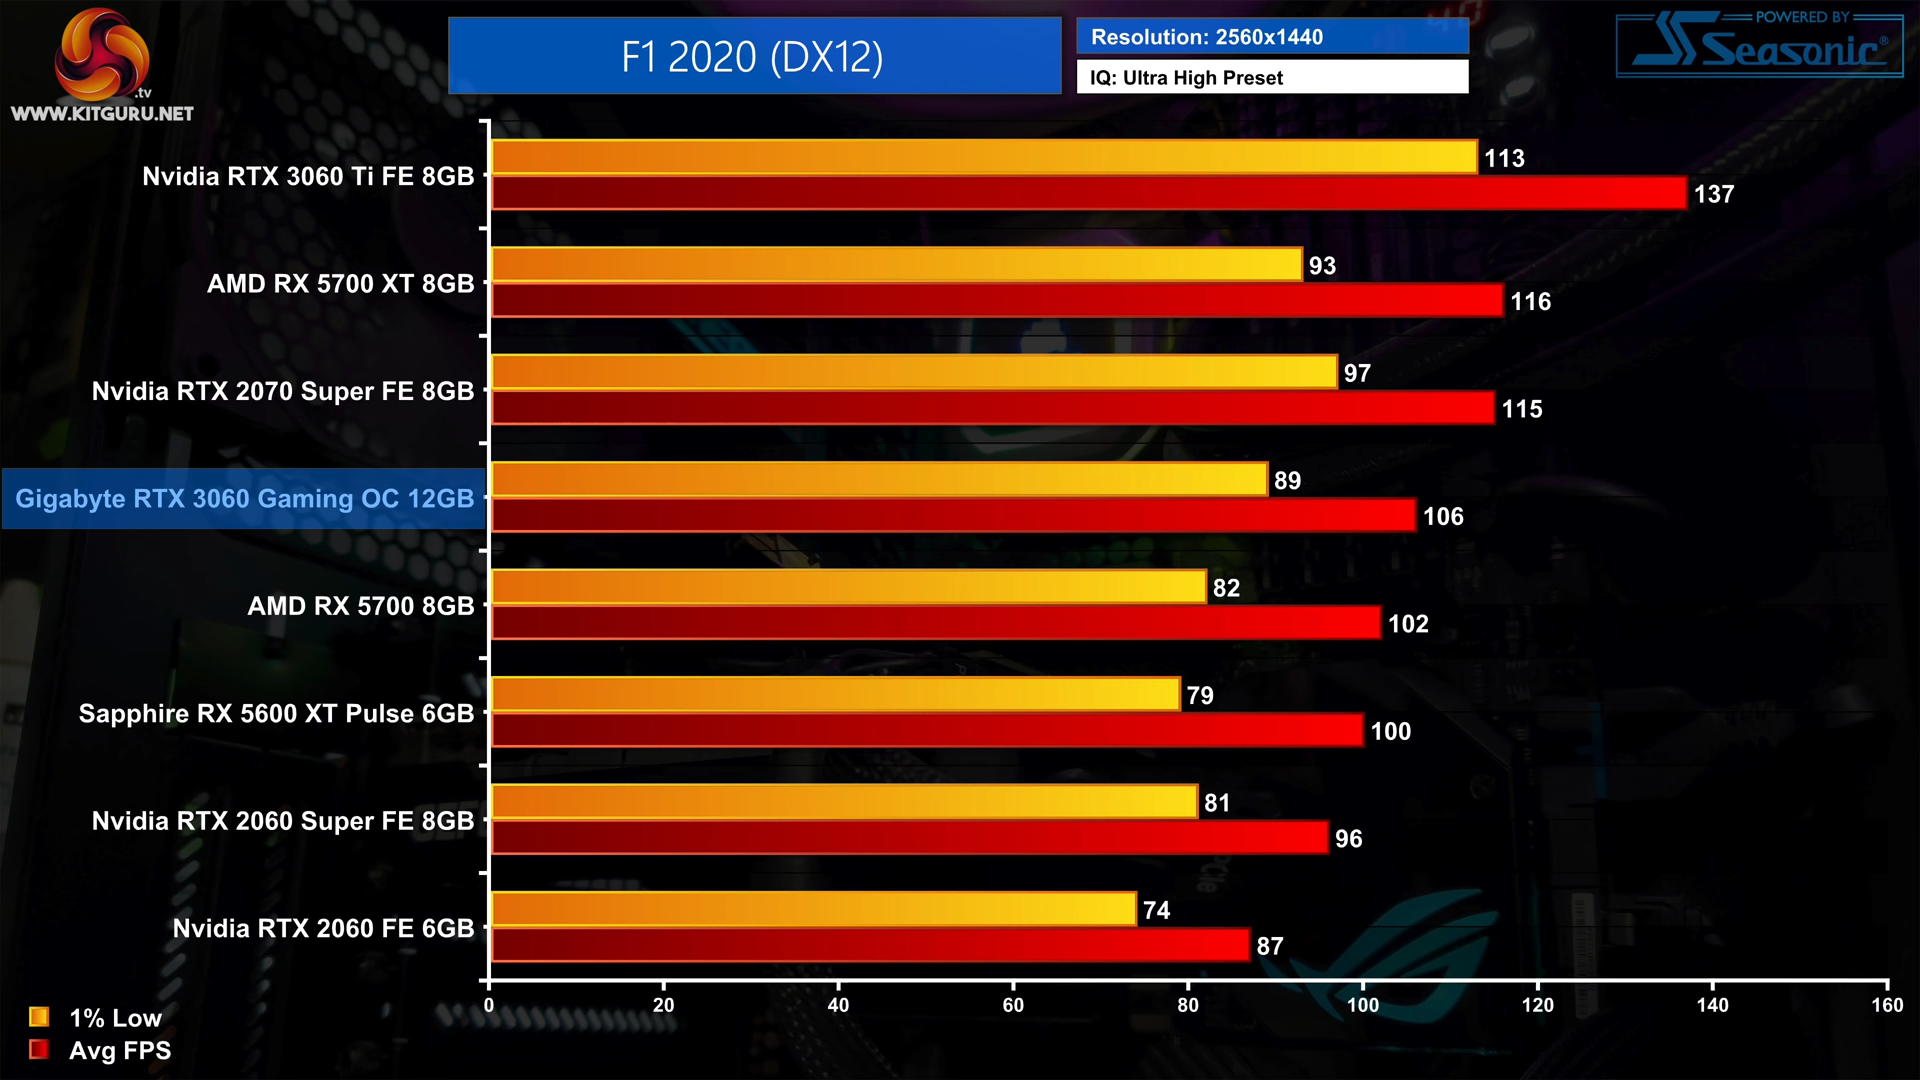 .tv
WWW.KITGURU.NET
F1 2020 (DX12)
Resolution: 2560x1440
IQ: Ultra High Preset
POWERED BY
Seasonic®
Nvidia RTX 3060 Ti FE 8GB
113
137
AMD RX 5700 XT 8GB
93
116
Nvidia RTX 2070 Super FE 8GB
97
115
Gigabyte RTX 3060 Gaming OC 12GB
89
106
AMD RX 5700 8GB
82
102
Sapphire RX 5600 XT Pulse 6GB
79
100
Nvidia RTX 2060 Super FE 8GB
81
96
Nvidia RTX 2060 FE 6GB
74
87
0 20 40 60 80 100 120 140 160
1% Low
Avg FPS